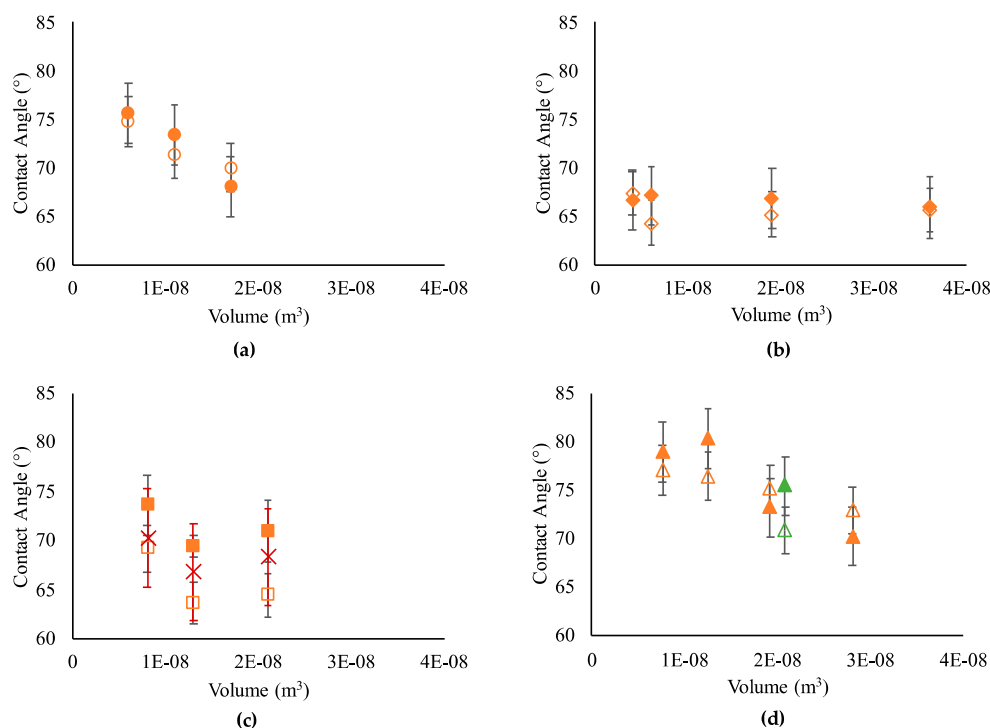 85
80
75
70
65
60
Contact Angle (°)
0
1E-08
2E-08
3E-08
4E-08
Volume (m³)
(a)
85
80
75
70
65
60
Contact Angle (°)
0
1E-08
2E-08
3E-08
4E-08
Volume (m³)
(b)
85
80
75
70
65
60
Contact Angle (°)
0
1E-08
2E-08
3E-08
4E-08
Volume (m³)
(c)
85
80
75
70
65
60
Contact Angle (°)
0
1E-08
2E-08
3E-08
4E-08
Volume (m³)
(d)